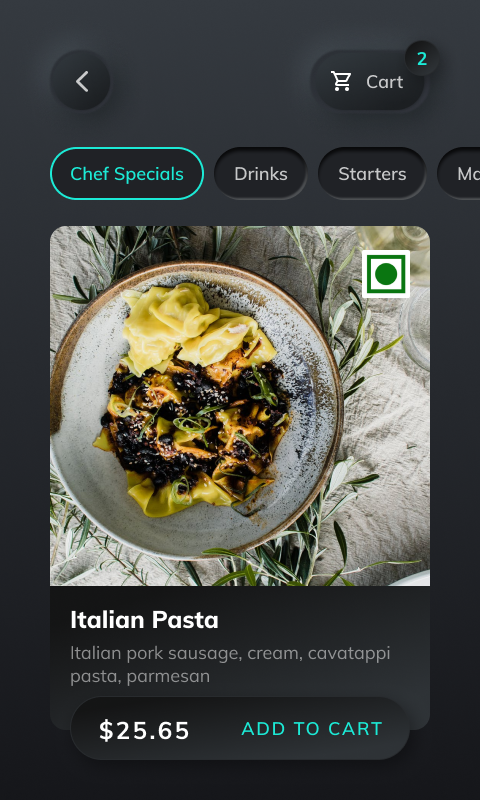 2
Cart
Chef Specials
Drinks
Starters
Ma
Italian Pasta
Italian pork sausage, cream, cavatappi
pasta, parmesan
$25.65
ADD TO CART